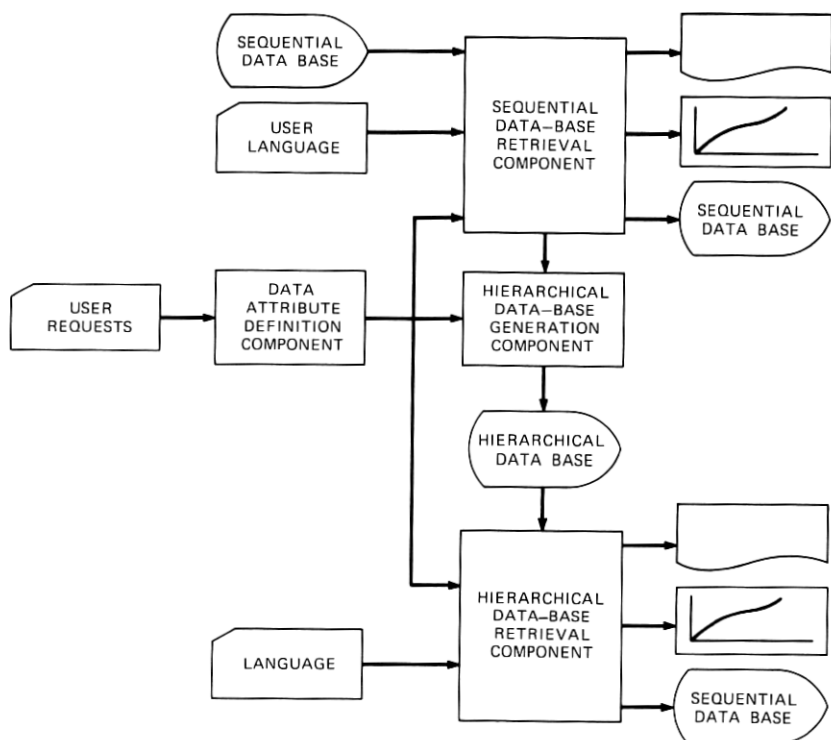 SEQUENTIAL
DATA BASE
USER
LANGUAGE
SEQUENTIAL
DATA–BASE
RETRIEVAL
COMPONENT
SEQUENTIAL
DATA BASE
USER
REQUESTS
DATA
ATTRIBUTE
DEFINITION
COMPONENT
HIERARCHICAL
DATA–BASE
GENERATION
COMPONENT
HIERARCHICAL
DATA BASE
LANGUAGE
HIERARCHICAL
DATA–BASE
RETRIEVAL
COMPONENT
SEQUENTIAL
DATA BASE